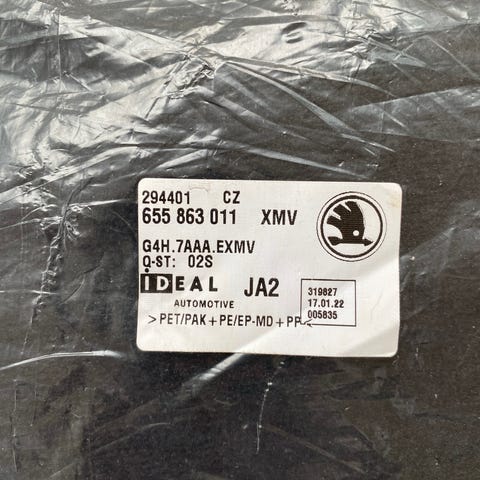 294401 CZ
655 863 011 XMV
G4H.7AAA.EXMV
Q-ST: 02S
IDEAL JA2
AUTOMOTIVE
319827
17.01.22
005835
>PET/PAK+PE/EP-MD+PP<